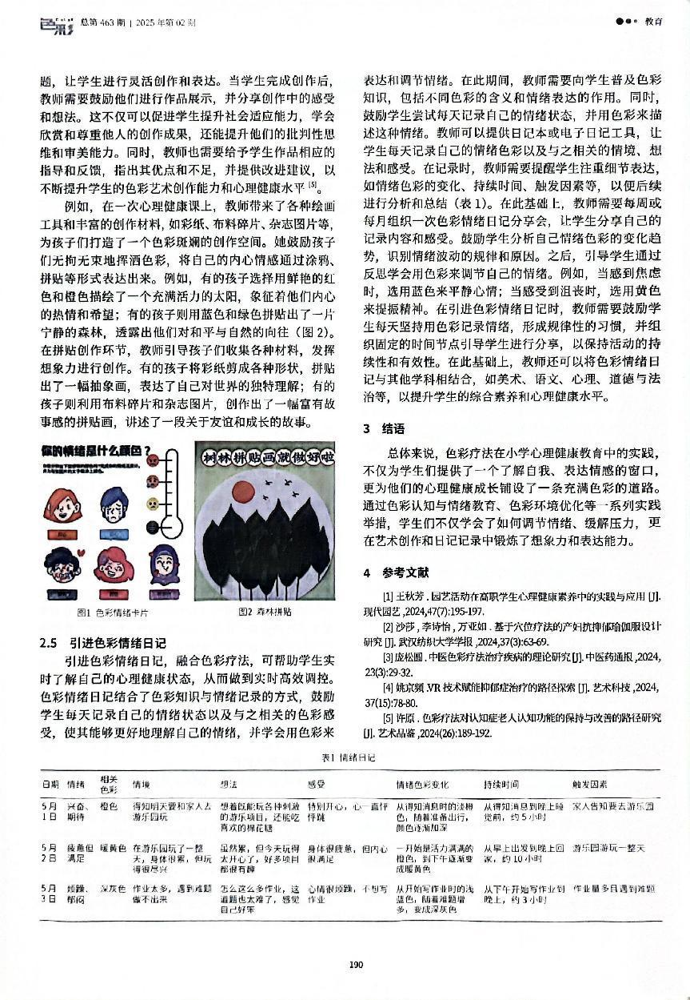 色彩 Color 总第 463 期 | 2025 年第 02 期
教育
题，让学生进行灵活创作和表达。当学生完成创作后，
教师需要鼓励他们进行作品展示，并分享创作中的感受
和想法。这不仅可以促进学生提升社会适应能力，学会
欣赏和尊重他人的创作成果，还能提升他们的批判性思
维和审美能力。同时，教师也需要给予学生作品相应的
指导和反馈，指出其优点和不足，并提供改进建议，以
不断提升学生的色彩艺术创作能力和心理健康水平 [5]。
例如，在一次心理健康课上，教师带来了各种绘画
工具和丰富的创作材料，如彩纸、布料碎片、杂志图片等，
为孩子们打造了一个色彩斑斓的创作空间。她鼓励孩子
们无拘无束地挥洒色彩，将自己的内心情感通过涂鸦、
拼贴等形式表达出来。例如，有的孩子选择用鲜艳的红
色和橙色描绘了一个充满活力的太阳，象征着他们内心
的热情和希望；有的孩子则用蓝色和绿色拼贴出了一片
宁静的森林，透露出他们对和平与自然的向往（图 2）。
在拼贴创作环节，教师引导孩子们收集各种材料，发挥
想象力进行创作。有的孩子将彩纸剪成各种形状，拼贴
出了一幅抽象画，表达了自己对世界的独特理解；有的
孩子则利用布料碎片和杂志图片，创作出了一幅富有故
事感的拼贴画，讲述了一段关于友谊和成长的故事。
你的情绪是什么颜色？
树林拼贴画就做好啦
图1 色彩情绪卡片
图2 森林拼贴
2.5 引进色彩情绪日记
引进色彩情绪日记，融合色彩疗法，可帮助学生实
时了解自己的心理健康状态，从而做到实时高效调控。
色彩情绪日记结合了色彩知识与情绪记录的方式，鼓励
学生每天记录自己的情绪状态以及与之相关的色彩感
受，使其能够更好地理解自己的情绪，并学会用色彩来
表达和调节情绪。在此期间，教师需要向学生普及色彩
知识，包括不同色彩的含义和情绪表达的作用。同时，
鼓励学生尝试每天记录自己的情绪状态，并用色彩来描
述这种情绪。教师可以提供日记本或电子日记工具，让
学生每天记录自己的情绪色彩以及与之相关的情境、想
法和感受。在记录时，教师需要提醒学生注重细节表达，
如情绪色彩的变化、持续时间、触发因素等，以便后续
进行分析和总结（表 1）。在此基础上，教师需要每周或
每月组织一次色彩情绪日记分享会，让学生分享自己的
记录内容和感受。鼓励学生分析自己情绪色彩的变化趋
势，识别情绪波动的规律和原因。之后，引导学生通过
反思学会用色彩来调节自己的情绪。例如，当感到焦虑
时，选用蓝色来平静心情；当感受到沮丧时，选用黄色
来提振精神。在引进色彩情绪日记时，教师需要鼓励学
生每天坚持用色彩记录情绪，形成规律性的习惯，并组
织固定的时间节点引导学生进行分享，以保持活动的持
续性和有效性。在此基础上，教师还可以将色彩情绪日
记与其他学科相结合，如美术、语文、心理、道德与法
治等，以提升学生的综合素养和心理健康水平。
3 结语
总体来说，色彩疗法在小学心理健康教育中的实践，
不仅为学生们提供了一个了解自我、表达情感的窗口，
更为他们的心理健康成长铺设了一条充满色彩的道路。
通过色彩认知与情绪教育、色彩环境优化等一系列实践
举措，学生们不仅学会了如何调节情绪、缓解压力，更
在艺术创作和日记记录中锻炼了想象力和表达能力。
4 参考文献
[1] 王秋芳 . 园艺活动在高职学生心理健康素养中的实践与应用 [J].
现代园艺 ,2024,47(7):195-197.
[2] 沙莎 , 李诗怡 , 万亚如 . 基于穴位疗法的产妇抗抑郁瑜伽服设计
研究 [J]. 武汉纺织大学学报 ,2024,37(3):63-69.
[3] 庞松圆 . 中医色彩疗法治疗疾病的理论研究 [J]. 中医药通报 ,2024,
23(3):29-32.
[4] 姚京频 .VR 技术赋能抑郁症治疗的路径探索 [J]. 艺术科技 ,2024,
37(15):78-80.
[5] 许原 . 色彩疗法对认知症老人认知功能的保持与改善的路径研究
[J]. 艺术品鉴 ,2024(26):189-192.
表1 情绪日记
日期 情绪 相关色彩 情境 想法 感受 情绪色彩变化 持续时间 触发因素
5 月 兴奋、 橙色 得知明天要和家人去 想着既能玩各种刺激 特别开心，心一直怦 从得知消息时的淡橙 从得知消息到晚上睡 家人告知要去游乐园
1 日 期待 游乐园玩 的游乐项目，还能吃 怦跳 色，随着准备出行， 觉前，约 5 小时
喜欢的棉花糖 颜色逐渐加深
5 月 疲惫但 暖黄色 在游乐园玩了一整 虽然累，但今天玩得 身体很疲惫，但内心 一开始是活力满满的 从早上出发到晚上回 游乐园游玩一整天
2 日 满足 天，身体很累，但玩 太开心了，好多项目 很满足 橙色，到下午逐渐变 家，约 10 小时
得很尽兴 都很有趣 成暖黄色
5 月 烦躁、 深灰色 作业太多，遇到难题 怎么这么多作业，这 心情很烦躁，不想写 从开始写作业时的浅 从下午开始写作业到 作业量多且遇到难题
3 日 郁闷 做不出来 道题也太难了，感觉 作业 蓝色，随着难题增 晚上，约 3 小时
自己好笨 多，变成深灰色
190